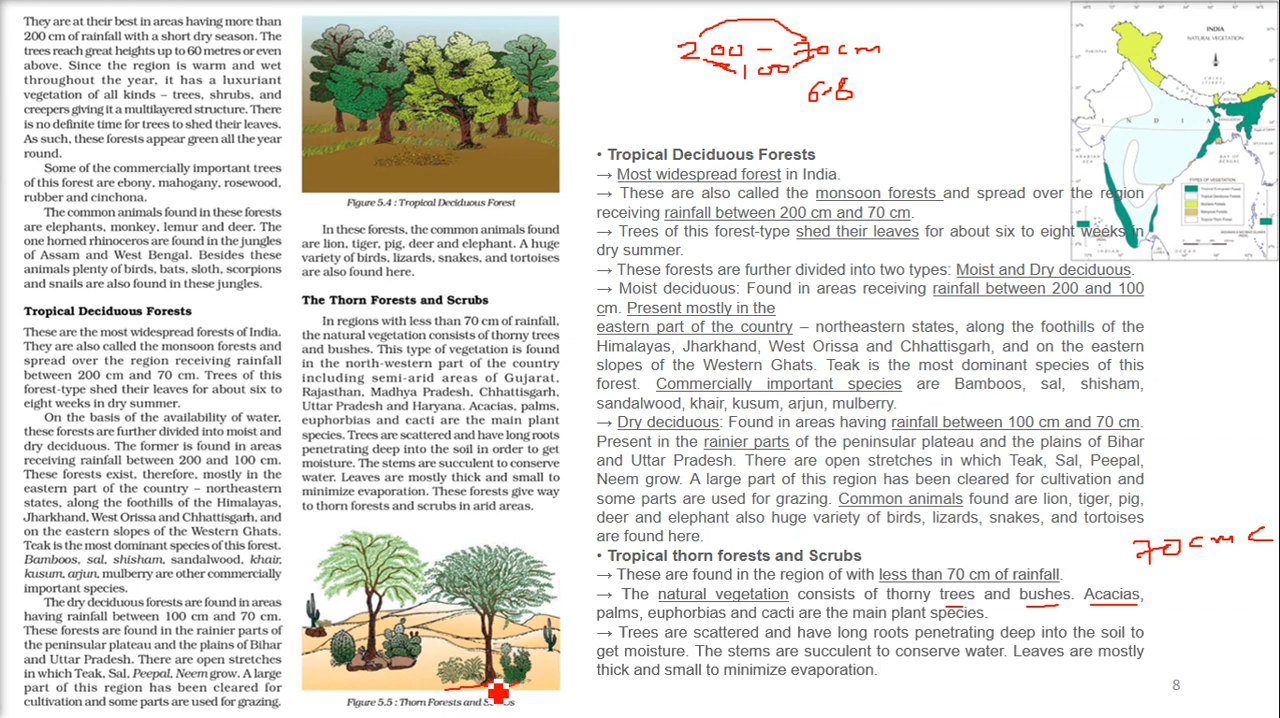 They are at their best in areas having more than
200 cm of rainfall with a short dry season. The
trees reach great heights up to 60 metres or even
above. Since the region is warm and wet
throughout the year, it has a luxuriant
vegetation of all kinds – trees, shrubs, and
creepers giving it a multilayered structure. There
is no definite time for trees to shed their leaves.
As such, these forests appear green all the year
round.
Some of the commercially important trees
of this forest are ebony, mahogany, rosewood,
rubber and cinchona.
The common animals found in these forests
are elephants, monkey, lemur and deer. The
one horned rhinoceros are found in the jungles
of Assam and West Bengal. Besides these
animals plenty of birds, bats, sloth, scorpions
and snails are also found in these jungles.
Tropical Deciduous Forests
These are the most widespread forests of India.
They are also called the monsoon forests and
spread over the region receiving rainfall
between 200 cm and 70 cm. Trees of this
forest-type shed their leaves for about six to
eight weeks in dry summer.
On the basis of the availability of water,
these forests are further divided into moist and
dry deciduous. The former is found in areas
receiving rainfall between 200 and 100 cm.
These forests exist, therefore, mostly in the
eastern part of the country – northeastern
states, along the foothills of the Himalayas,
Jharkhand, West Orissa and Chhattisgarh, and
on the eastern slopes of the Western Ghats.
Teak is the most dominant species of this forest.
Bamboos, sal, shisham, sandalwood, khair,
kusum, arjun, mulberry are other commercially
important species.
The dry deciduous forests are found in areas
having rainfall between 100 cm and 70 cm.
These forests are found in the rainier parts of
the peninsular plateau and the plains of Bihar
and Uttar Pradesh. There are open stretches
in which Teak, Sal, Peepal, Neem grow. A large
part of this region has been cleared for
cultivation and some parts are used for grazing.
Figure 5.4 : Tropical Deciduous Forest
In these forests, the common animals found
are lion, tiger, pig, deer and elephant. A huge
variety of birds, lizards, snakes, and tortoises
are also found here.
The Thorn Forests and Scrubs
In regions with less than 70 cm of rainfall,
the natural vegetation consists of thorny trees
and bushes. This type of vegetation is found
in the north-western part of the country
including semi-arid areas of Gujarat,
Rajasthan, Madhya Pradesh, Chhattisgarh,
Uttar Pradesh and Haryana. Acacias, palms,
euphorbias and cacti are the main plant
species. Trees are scattered and have long roots
penetrating deep into the soil in order to get
moisture. The stems are succulent to conserve
water. Leaves are mostly thick and small to
minimize evaporation. These forests give way
to thorn forests and scrubs in arid areas.
Figure 5.5 : Thorn Forests and
200 - 70 cm
100
6-8
INDIA
NATURAL VEGETATION
INDIA
TYPES OF VEGETATION
• Tropical Deciduous Forests
→ Most widespread forest in India.
→ These are also called the monsoon forests and spread over the region
receiving rainfall between 200 cm and 70 cm.
→ Trees of this forest-type shed their leaves for about six to eight weeks in
dry summer.
→ These forests are further divided into two types: Moist and Dry deciduous.
→ Moist deciduous: Found in areas receiving rainfall between 200 and 100
cm. Present mostly in the
eastern part of the country – northeastern states, along the foothills of the
Himalayas, Jharkhand, West Orissa and Chhattisgarh, and on the eastern
slopes of the Western Ghats. Teak is the most dominant species of this
forest. Commercially important species are Bamboos, sal, shisham,
sandalwood, khair, kusum, arjun, mulberry.
→ Dry deciduous: Found in areas having rainfall between 100 cm and 70 cm.
Present in the rainier parts of the peninsular plateau and the plains of Bihar
and Uttar Pradesh. There are open stretches in which Teak, Sal, Peepal,
Neem grow. A large part of this region has been cleared for cultivation and
some parts are used for grazing. Common animals found are lion, tiger, pig,
deer and elephant also huge variety of birds, lizards, snakes, and tortoises
are found here.
70 cm <
• Tropical thorn forests and Scrubs
→ These are found in the region of with less than 70 cm of rainfall.
→ The natural vegetation consists of thorny trees and bushes. Acacias,
palms, euphorbias and cacti are the main plant species.
→ Trees are scattered and have long roots penetrating deep into the soil to
get moisture. The stems are succulent to conserve water. Leaves are mostly
thick and small to minimize evaporation.
8